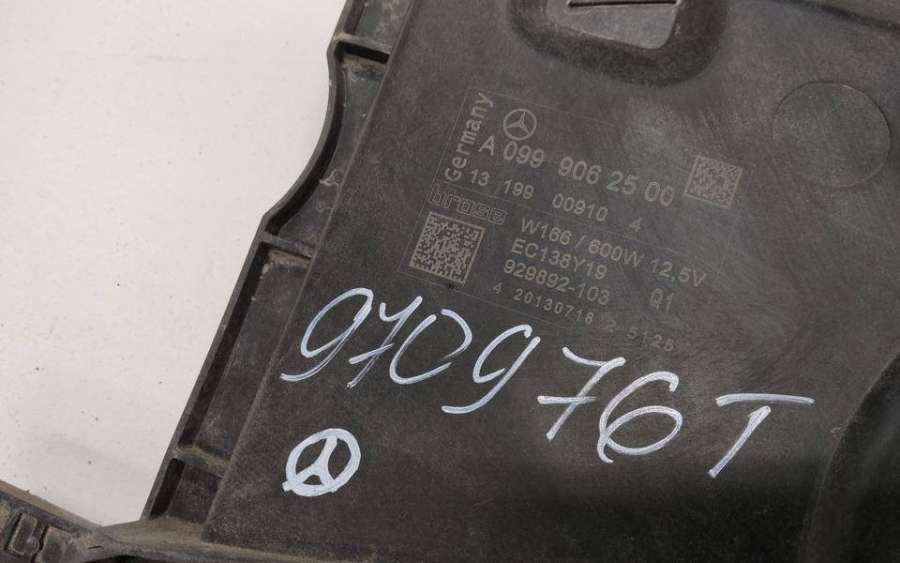 Germany
A 099 906 25 00
13 199 00910 4
brose
W166 / 600W 12,5V
EC138Y19
929892-103 Q1
4 20130718 2 5125
970976T